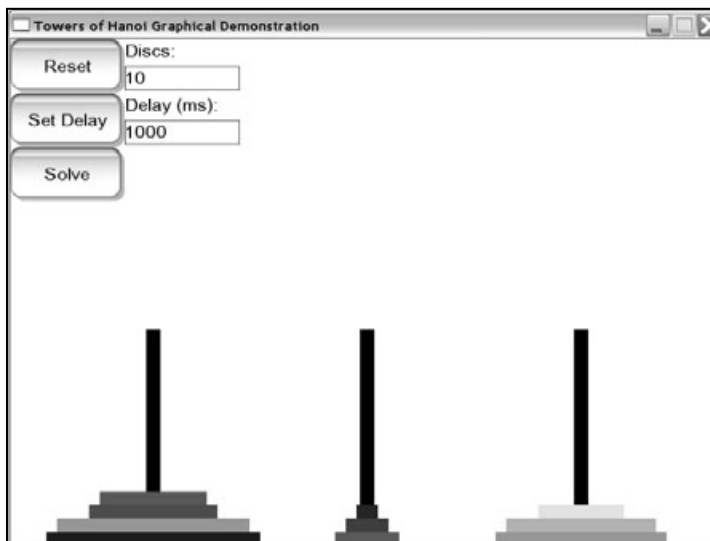 Towers of Hanoi Graphical Demonstration
Reset
Discs:
10
Set Delay
Delay (ms):
1000
Solve